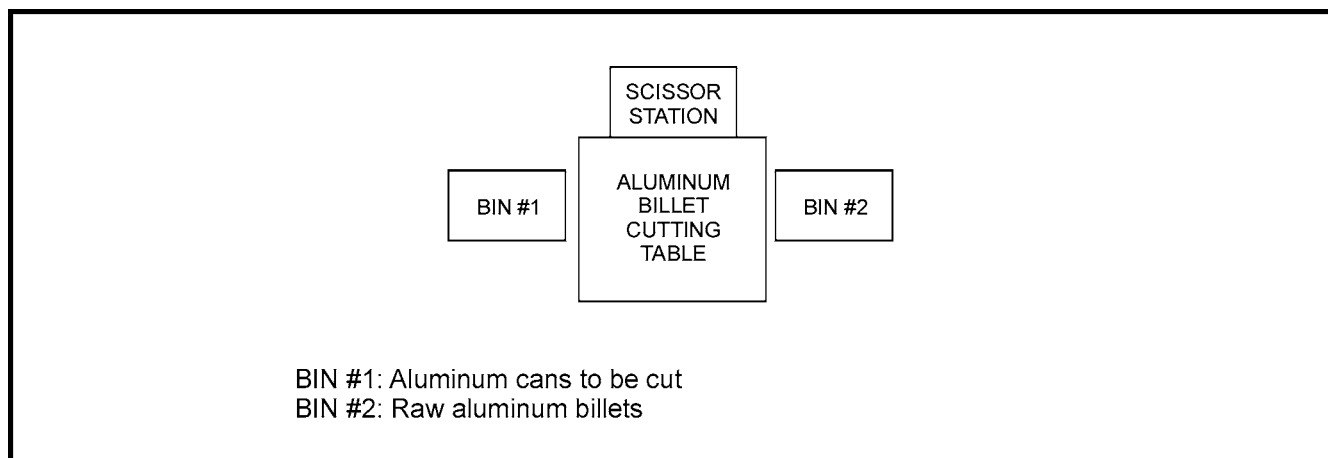 SCISSOR
STATION
BIN #1
ALUMINUM
BILLET
CUTTING
TABLE
BIN #2
BIN #1: Aluminum cans to be cut
BIN #2: Raw aluminum billets